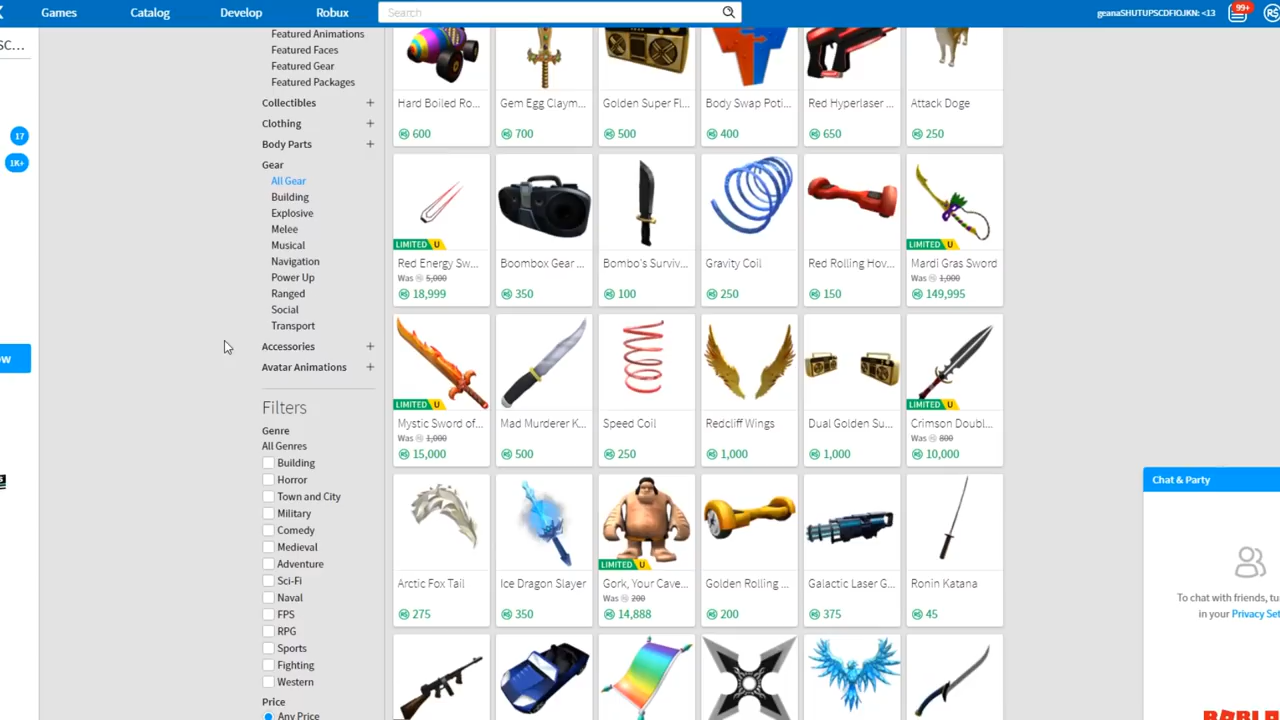 Games
Catalog
Develop
Robux
Search
geanaSHUTUPSCDFIOJKN: <13
99+
SC...
17
1K+
Featured Animations
Featured Faces
Featured Gear
Featured Packages
Collectibles +
Clothing +
Body Parts +
Gear
All Gear
Building
Explosive
Melee
Musical
Navigation
Power Up
Ranged
Social
Transport
Accessories +
Avatar Animations +
Filters
Genre
All Genres
Building
Horror
Town and City
Military
Comedy
Medieval
Adventure
Sci-Fi
Naval
FPS
RPG
Sports
Fighting
Western
Price
Any Price
Hard Boiled Ro...
600
Gem Egg Claym...
700
Golden Super Fl...
500
Body Swap Poti...
400
Red Hyperlaser ...
650
Attack Doge
250
LIMITED U
Red Energy Sw...
Was 5,000
18,999
Boombox Gear ...
350
Bombo's Surviv...
100
Gravity Coil
250
Red Rolling Hov...
150
LIMITED U
Mardi Gras Sword
Was 1,000
149,995
LIMITED U
Mystic Sword of...
Was 1,000
15,000
Mad Murderer K...
500
Speed Coil
250
Redcliff Wings
1,000
Dual Golden Su...
1,000
LIMITED U
Crimson Doubl...
Was 800
10,000
Arctic Fox Tail
275
Ice Dragon Slayer
350
LIMITED U
Gork, Your Cave...
Was 200
14,888
Golden Rolling ...
200
Galactic Laser G...
375
Ronin Katana
45
Chat & Party
To chat with friends, tu
in your Privacy Set
ROBLO